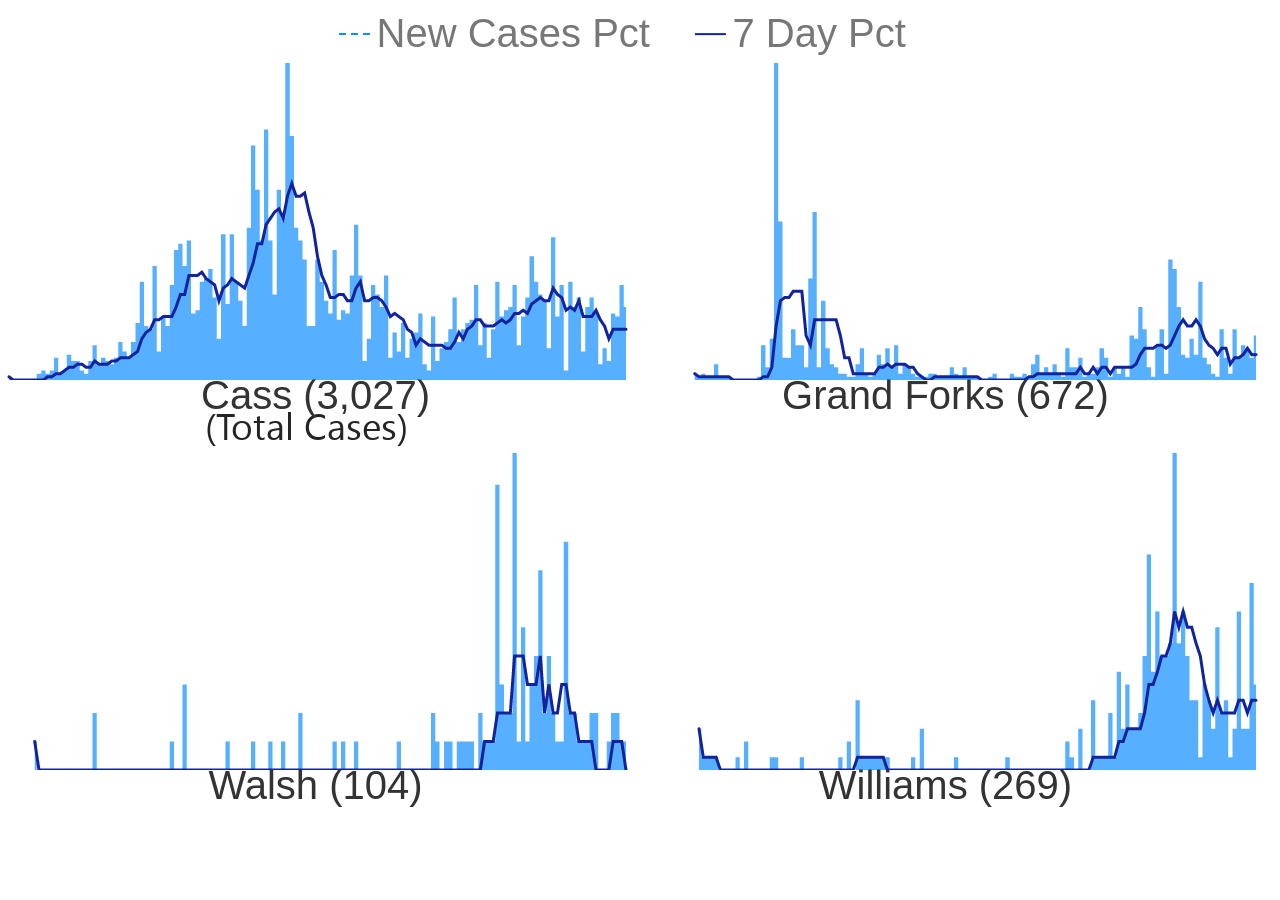 New Cases Pct 7 Day Pct
Cass (3,027)
(Total Cases)
Grand Forks (672)
Walsh (104)
Williams (269)